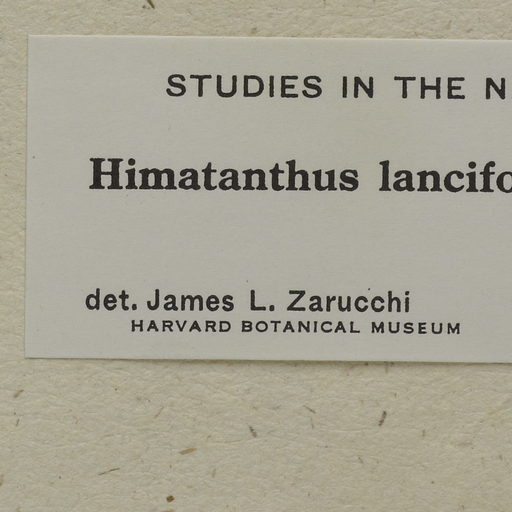 STUDIES IN THE N
Himatanthus lancifo
det. James L. Zarucchi
HARVARD BOTANICAL MUSEUM